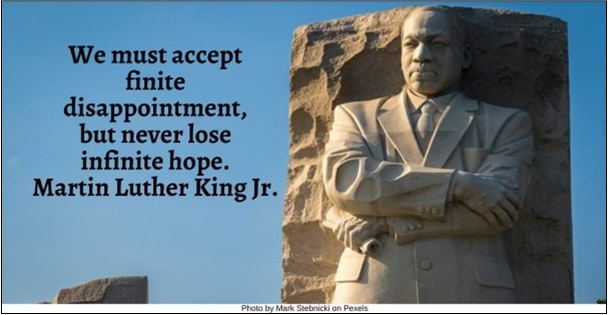 We must accept
finite
disappointment,
but never lose
infinite hope.
Martin Luther King Jr.
Photo by Mark Stebnicki on Pexels